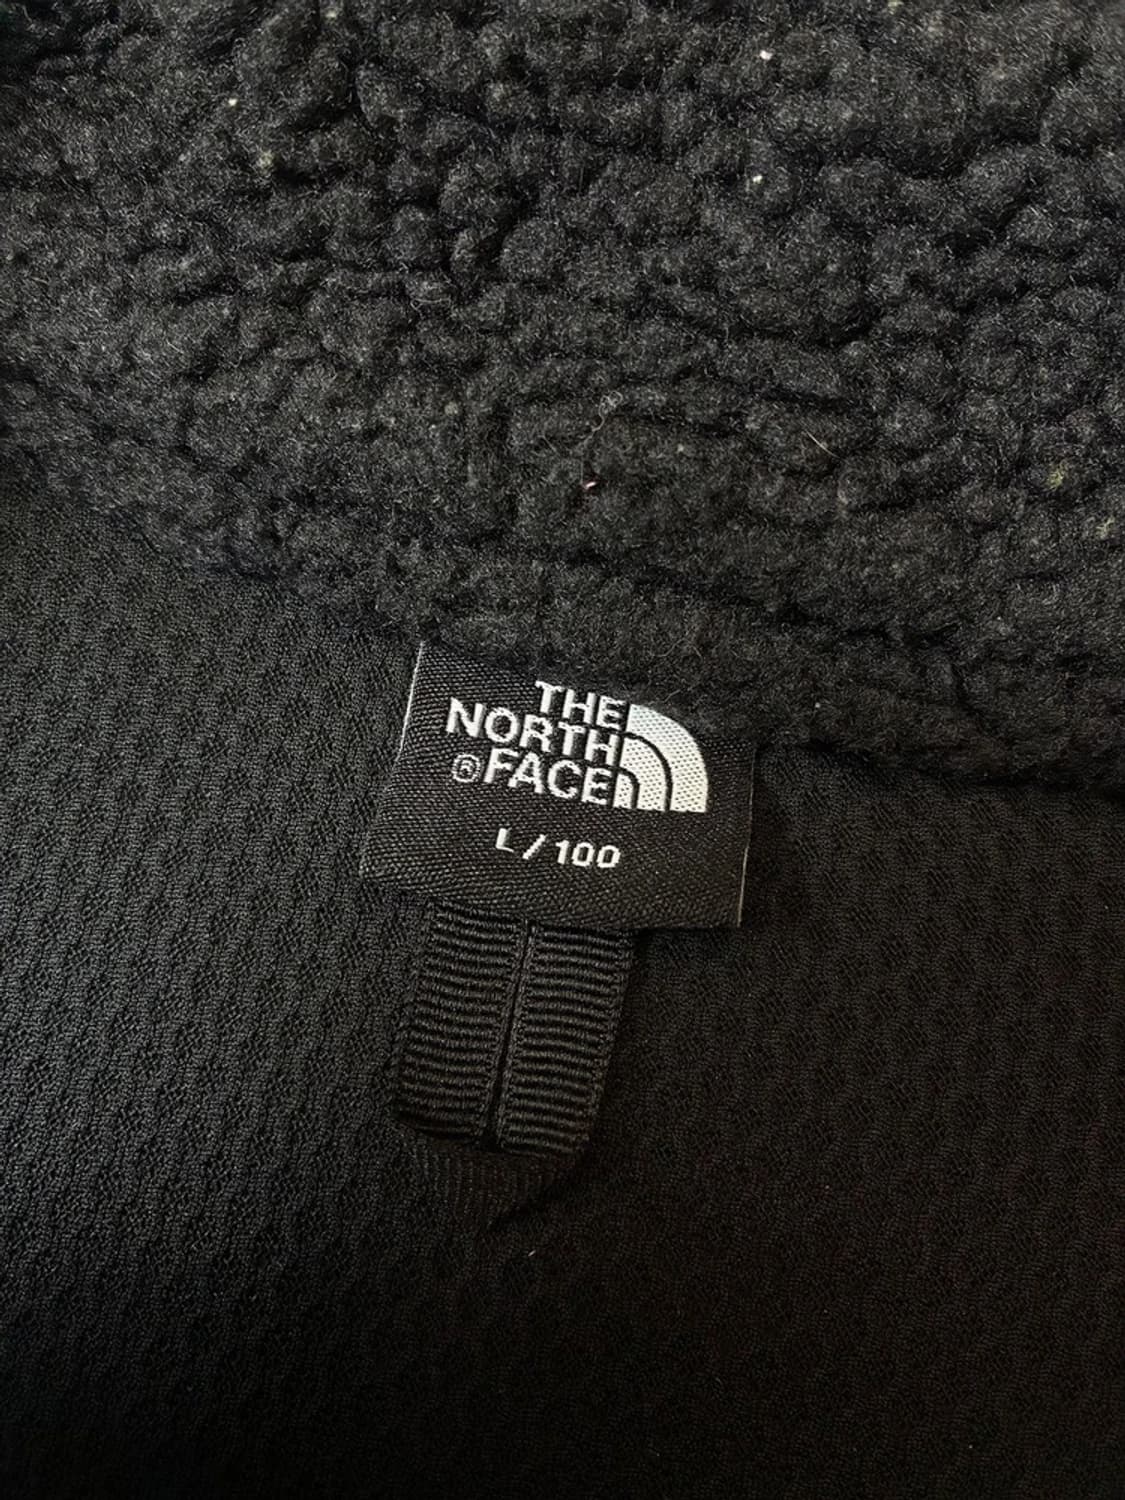 THE
NORTH
®FACE
L / 100